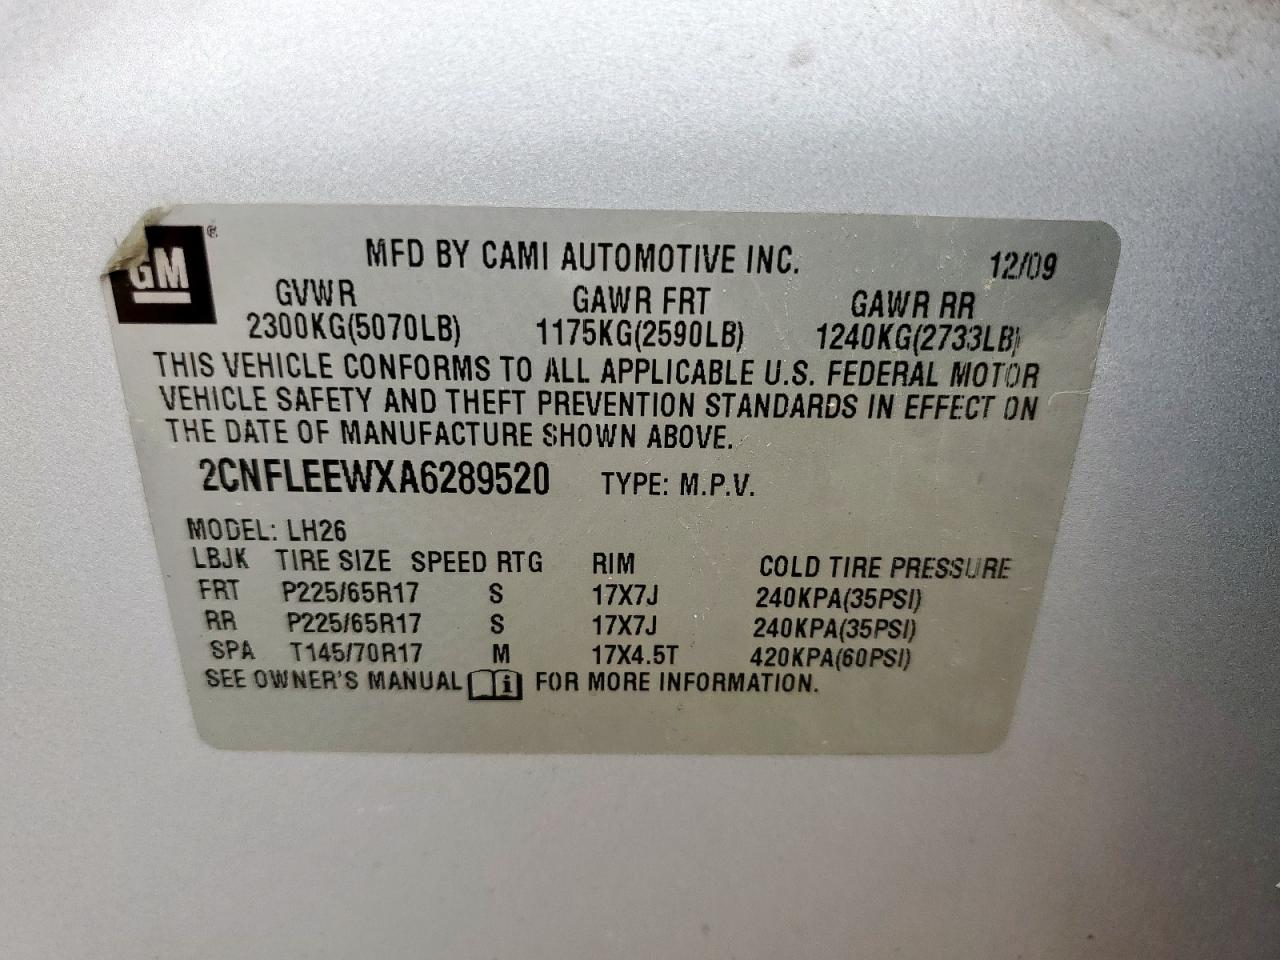 GM®
MFD BY CAMI AUTOMOTIVE INC. 12/09
GVWR GAWR FRT GAWR RR
2300KG(5070LB) 1175KG(2590LB) 1240KG(2733LB)
THIS VEHICLE CONFORMS TO ALL APPLICABLE U.S. FEDERAL MOTOR
VEHICLE SAFETY AND THEFT PREVENTION STANDARDS IN EFFECT ON
THE DATE OF MANUFACTURE SHOWN ABOVE.
2CNFLEEWXA6289520 TYPE: M.P.V.
MODEL: LH26
LBJK TIRE SIZE SPEED RTG RIM COLD TIRE PRESSURE
FRT P225/65R17 S 17X7J 240KPA(35PSI)
RR P225/65R17 S 17X7J 240KPA(35PSI)
SPA T145/70R17 M 17X4.5T 420KPA(60PSI)
SEE OWNER'S MANUAL i FOR MORE INFORMATION.